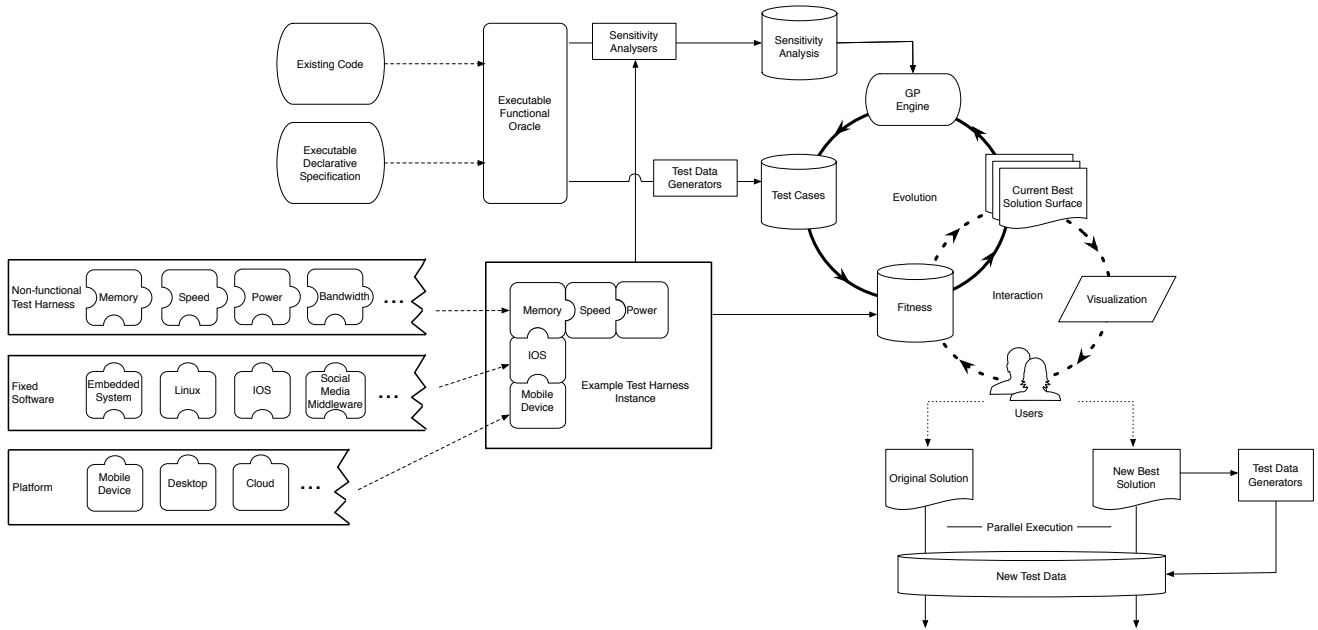 Existing Code
Executable
Declarative
Specification
Executable
Functional
Oracle
Sensitivity
Analysers
Sensitivity
Analysis
GP
Engine
Test Data
Generators
Test Cases
Evolution
Current Best
Solution Surface
Fitness
Interaction
Visualization
Users
Non-functional
Test Harness
Memory
Speed
Power
Bandwidth
...
Fixed
Software
Embedded
System
Linux
IOS
Social
Media
Middleware
...
Platform
Mobile
Device
Desktop
Cloud
...
Memory
Speed
Power
IOS
Mobile
Device
Example Test Harness
Instance
Original Solution
New Best
Solution
Test Data
Generators
Parallel Execution
New Test Data